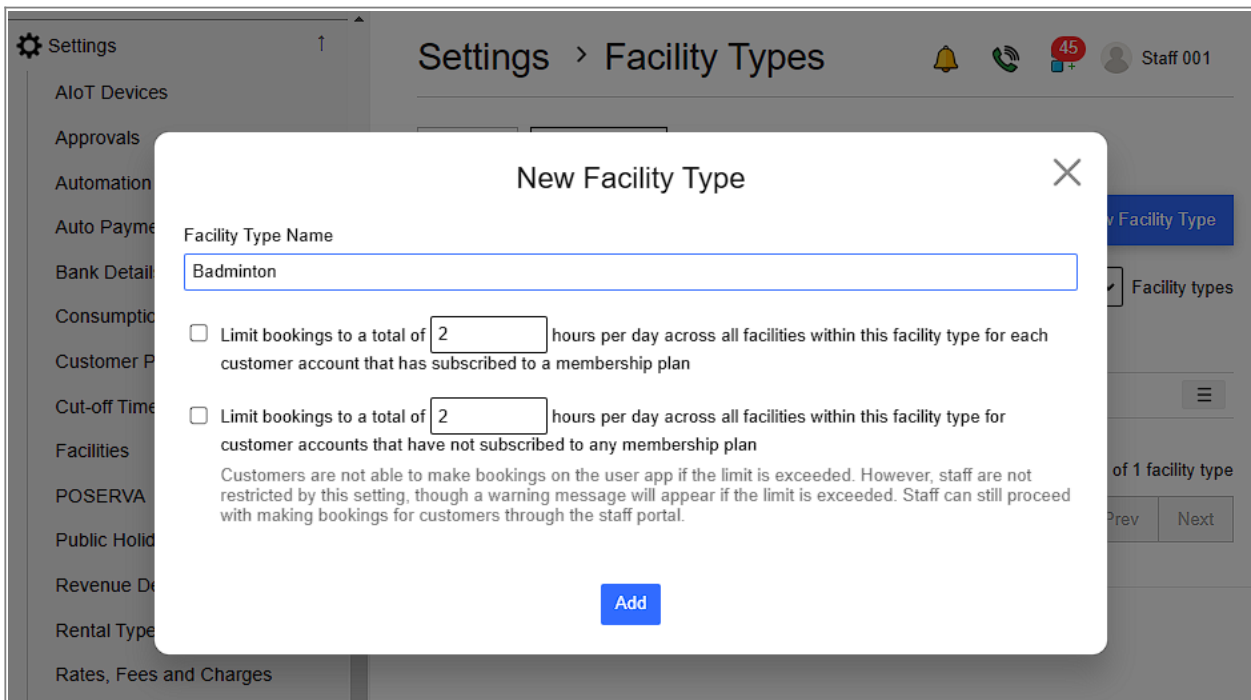 Settings ↑
Settings > Facility Types
45
Staff 001
AIoT Devices
Approvals
Automation
Auto Payme
Bank Detail
Consumptio
Customer P
Cut-off Time
Facilities
POSERVA
Public Holid
Revenue De
Rental Type
Rates, Fees and Charges
New Facility Type
Facility Type Name
Badminton
Limit bookings to a total of 2 hours per day across all facilities within this facility type for each
customer account that has subscribed to a membership plan
Limit bookings to a total of 2 hours per day across all facilities within this facility type for
customer accounts that have not subscribed to any membership plan
Customers are not able to make bookings on the user app if the limit is exceeded. However, staff are not
restricted by this setting, though a warning message will appear if the limit is exceeded. Staff can still proceed
with making bookings for customers through the staff portal.
Add
Facility Type
Facility types
of 1 facility type
Prev Next